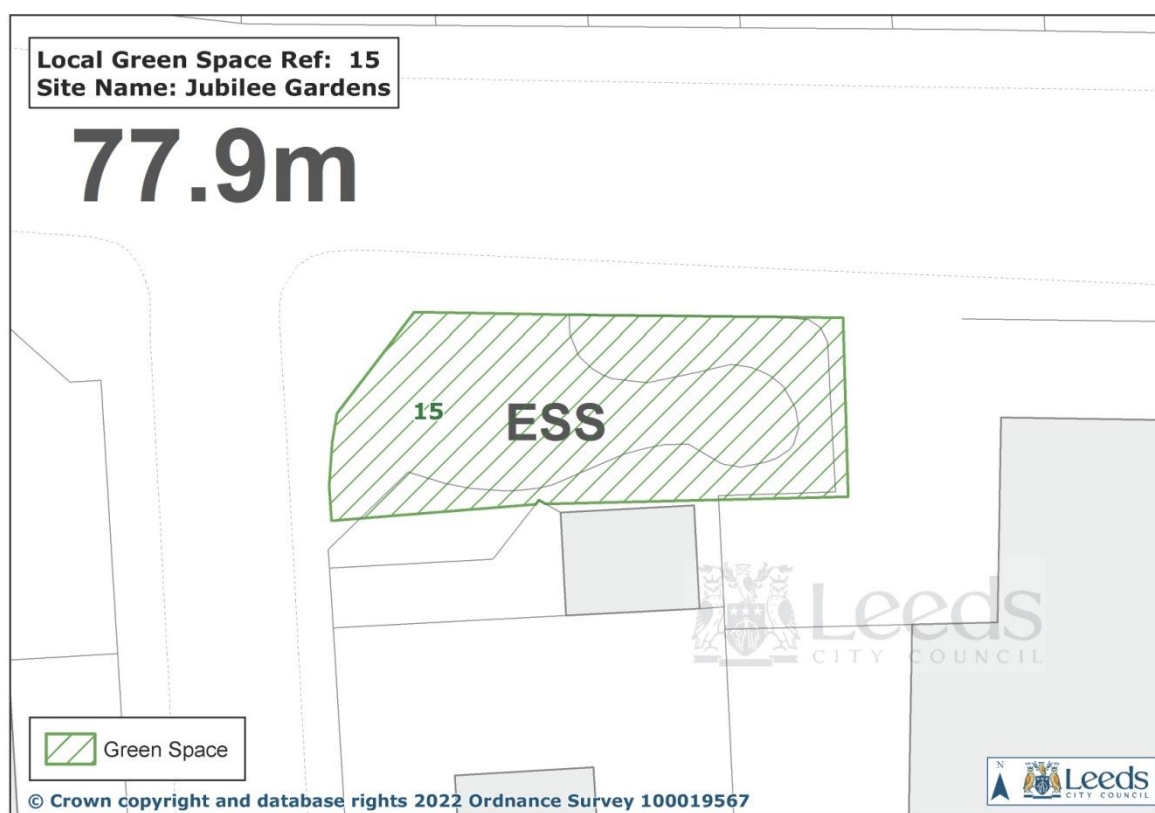 Local Green Space Ref: 15
Site Name: Jubilee Gardens
77.9m
15
ESS
Leeds
CITY COUNCIL
Green Space
© Crown copyright and database rights 2022 Ordnance Survey 100019567
N
Leeds
CITY COUNCIL